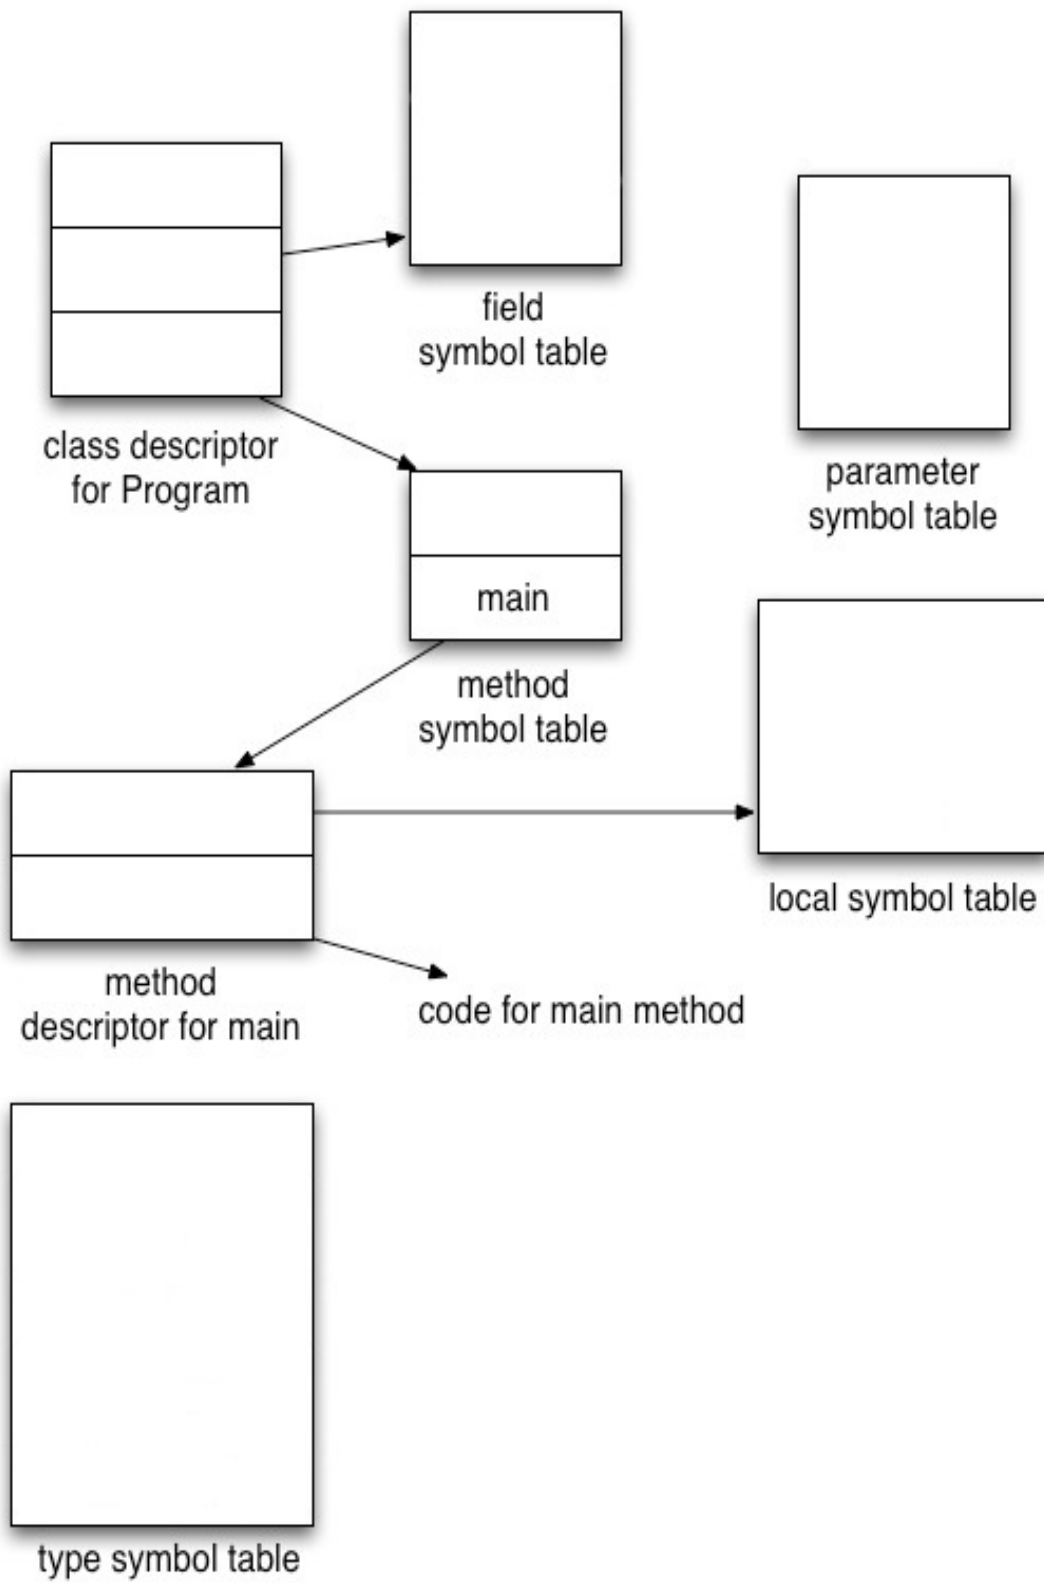 field
symbol table
class descriptor
for Program
parameter
symbol table
main
method
symbol table
local symbol table
method
descriptor for main
code for main method
type symbol table